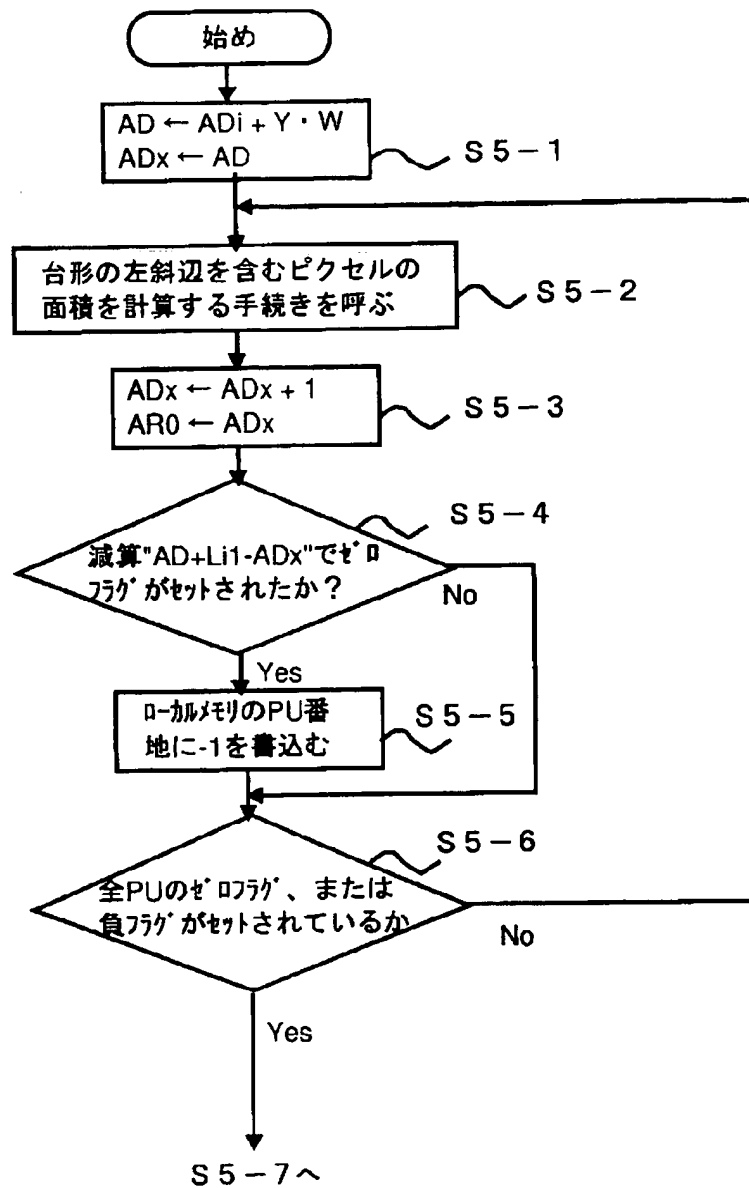 始め
AD ← ADi + Y・W
ADx ← AD
S5-1
台形の左斜辺を含むピクセルの
面積を計算する手続きを呼ぶ
S5-2
ADx ← ADx + 1
AR0 ← ADx
S5-3
S5-4
減算"AD+Li1-ADx"でｾﾞﾛ
ﾌﾗｸﾞがｾｯﾄされたか？
No
Yes
ﾛｰｶﾙﾒﾓﾘのPU番
地に-1を書込む
S5-5
S5-6
全PUのｾﾞﾛﾌﾗｸﾞ、または
負ﾌﾗｸﾞがｾｯﾄされているか
No
Yes
S5-7へ